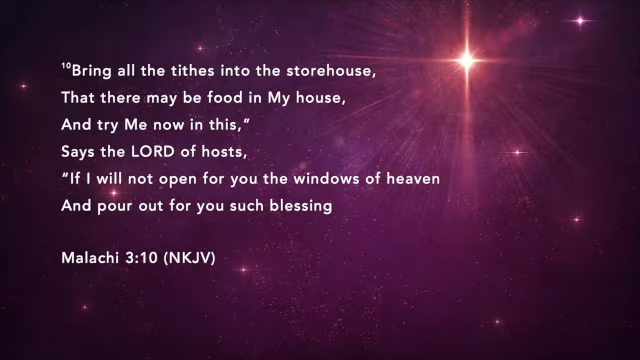 ¹⁰Bring all the tithes into the storehouse,
That there may be food in My house,
And try Me now in this,”
Says the LORD of hosts,
“If I will not open for you the windows of heaven
And pour out for you such blessing
Malachi 3:10 (NKJV)